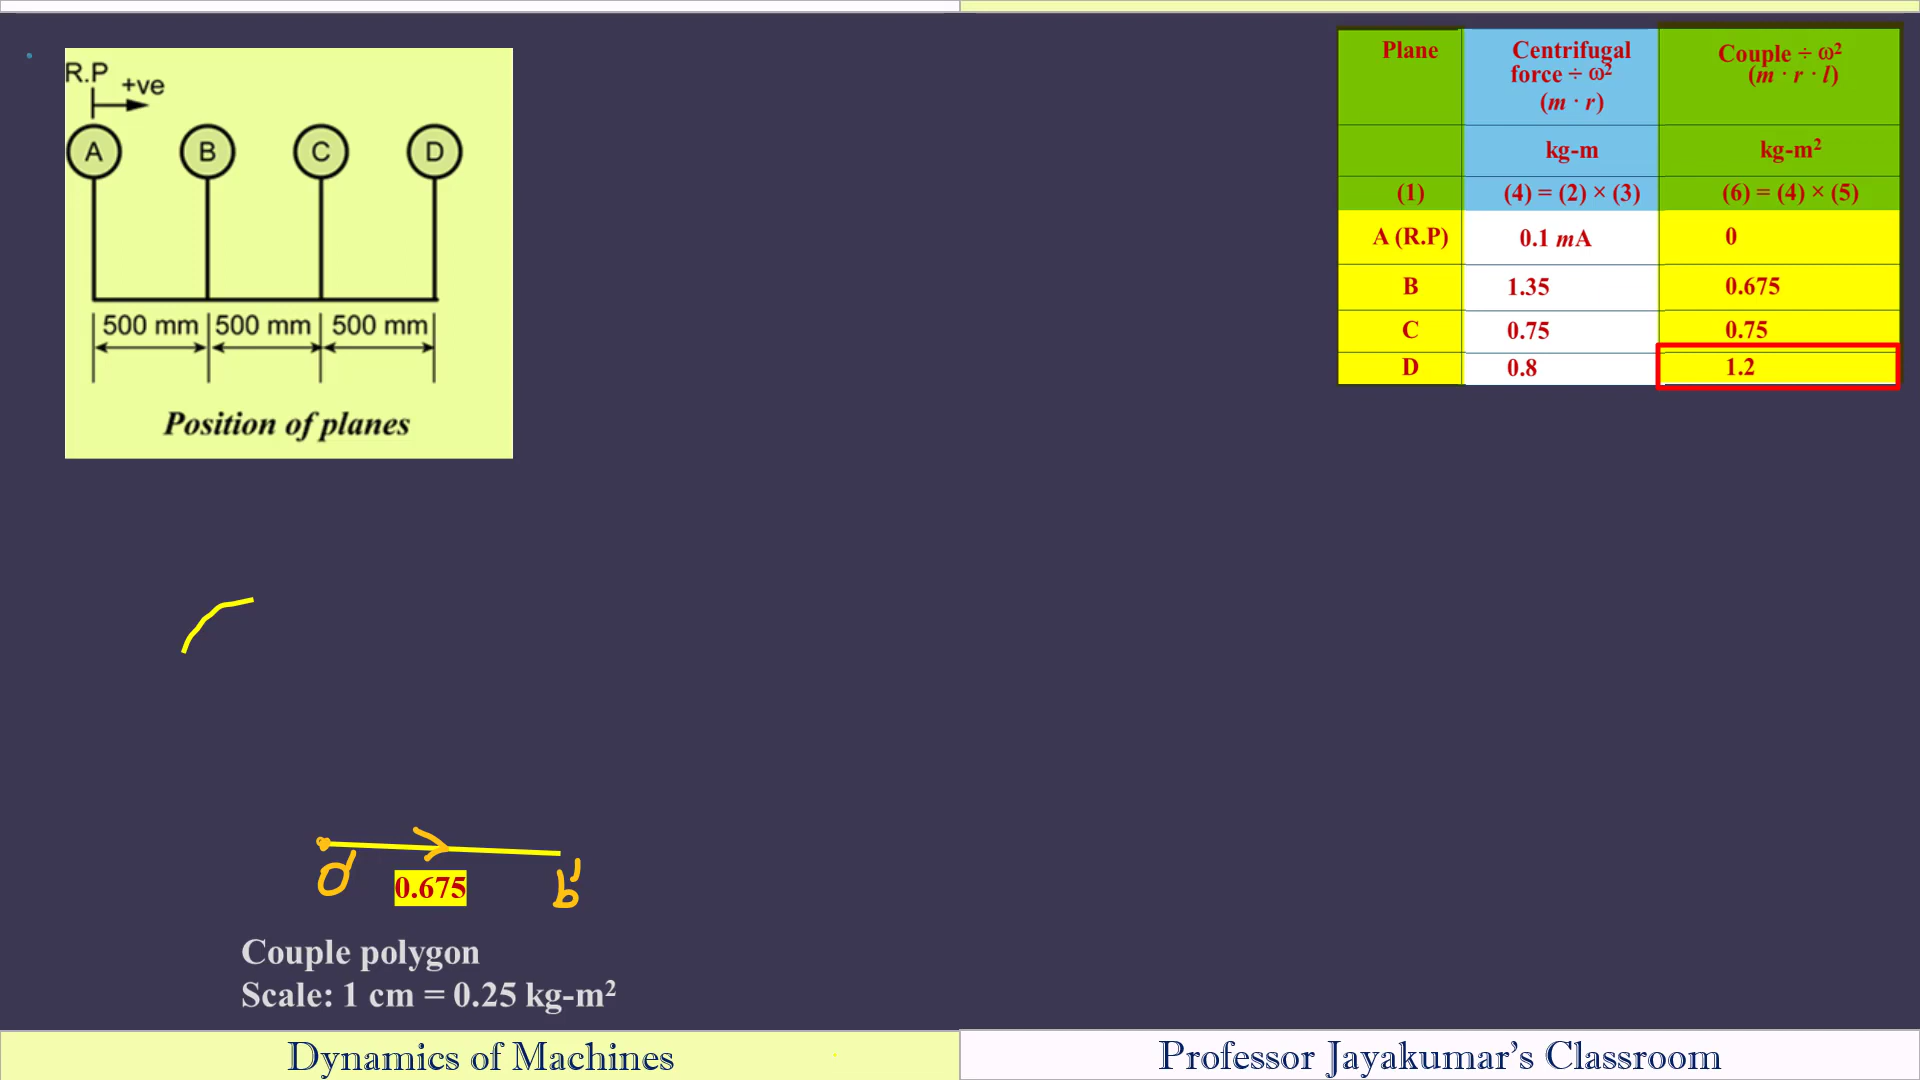 R.P
+ve
A B C D
500 mm 500 mm 500 mm
Position of planes
Plane Centrifugal force ÷ ω² (m · r) Couple ÷ ω² (m · r · l)
kg-m kg-m²
(1) (4) = (2) × (3) (6) = (4) × (5)
A (R.P) 0.1 mA 0
B 1.35 0.675
C 0.75 0.75
D 0.8 1.2
o' 0.675 b'
Couple polygon
Scale: 1 cm = 0.25 kg-m²
Dynamics of Machines
Professor Jayakumar’s Classroom